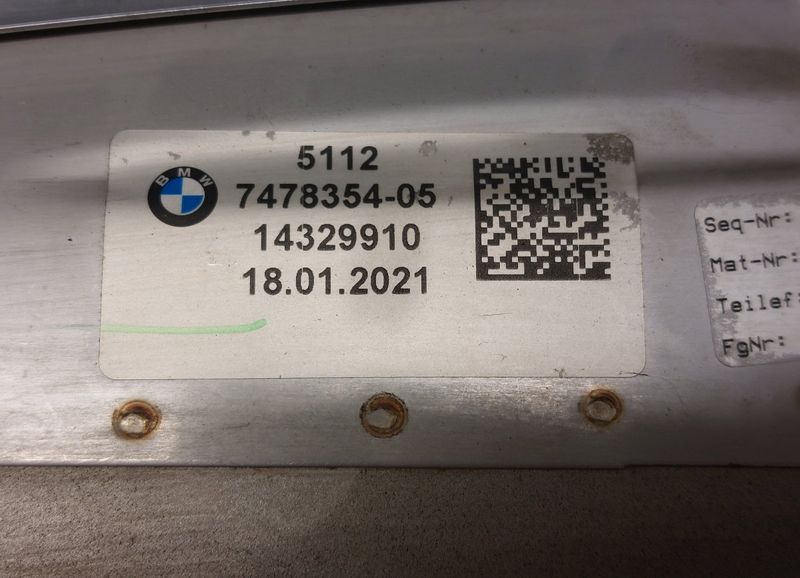 BMW
5112
7478354-05
14329910
18.01.2021
Seq-Nr:
Mat-Nr:
FgNr: